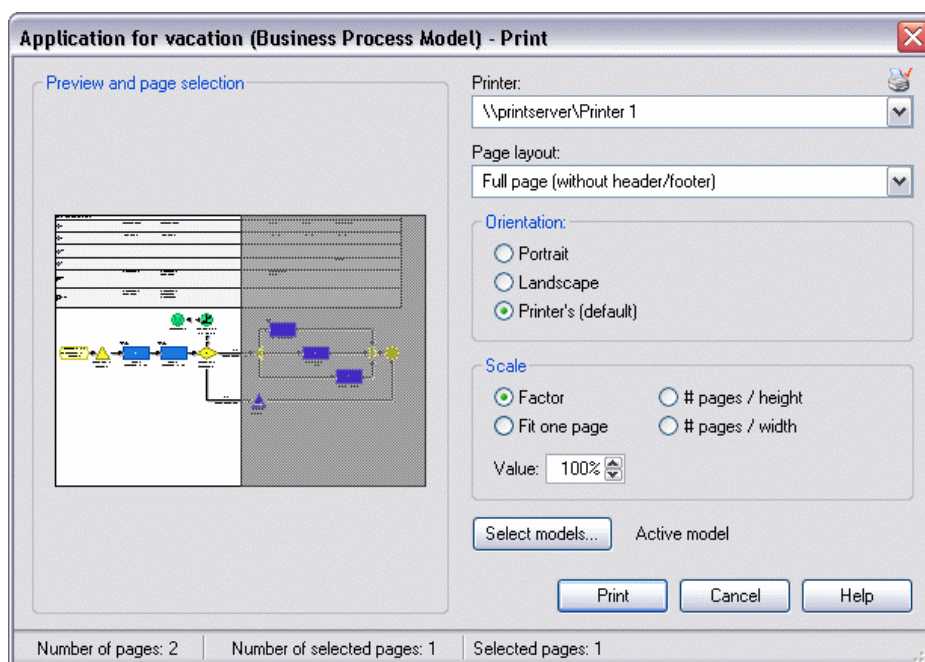 Application for vacation (Business Process Model) - Print
Preview and page selection
Printer:
\\printserver\Printer 1
Page layout:
Full page (without header/footer)
Orientation:
Portrait
Landscape
Printer's (default)
Scale
Factor
# pages / height
Fit one page
# pages / width
Value: 100%
Select models... Active model
Print Cancel Help
Number of pages: 2 Number of selected pages: 1 Selected pages: 1